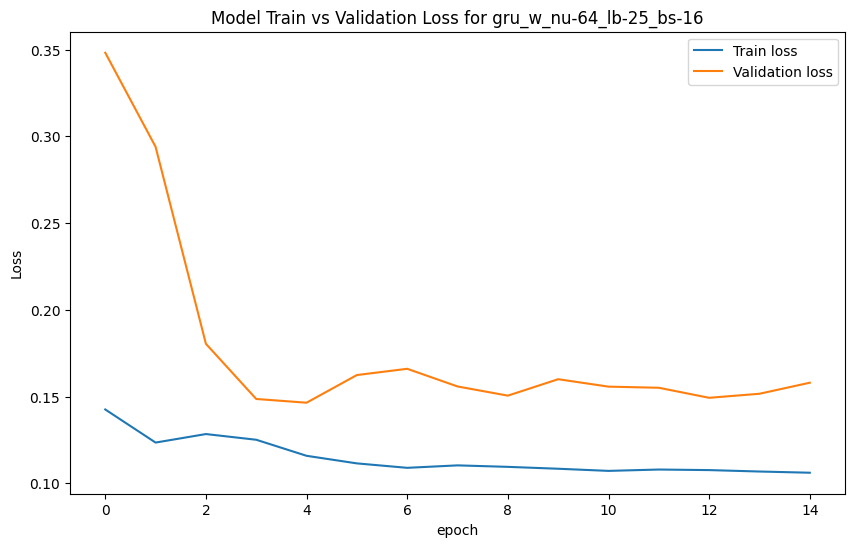 Model Train vs Validation Loss for gru_w_nu-64_lb-25_bs-16
Train loss
Validation loss
0.35
0.30
0.25
0.20
0.15
0.10
Loss
0 2 4 6 8 10 12 14
epoch